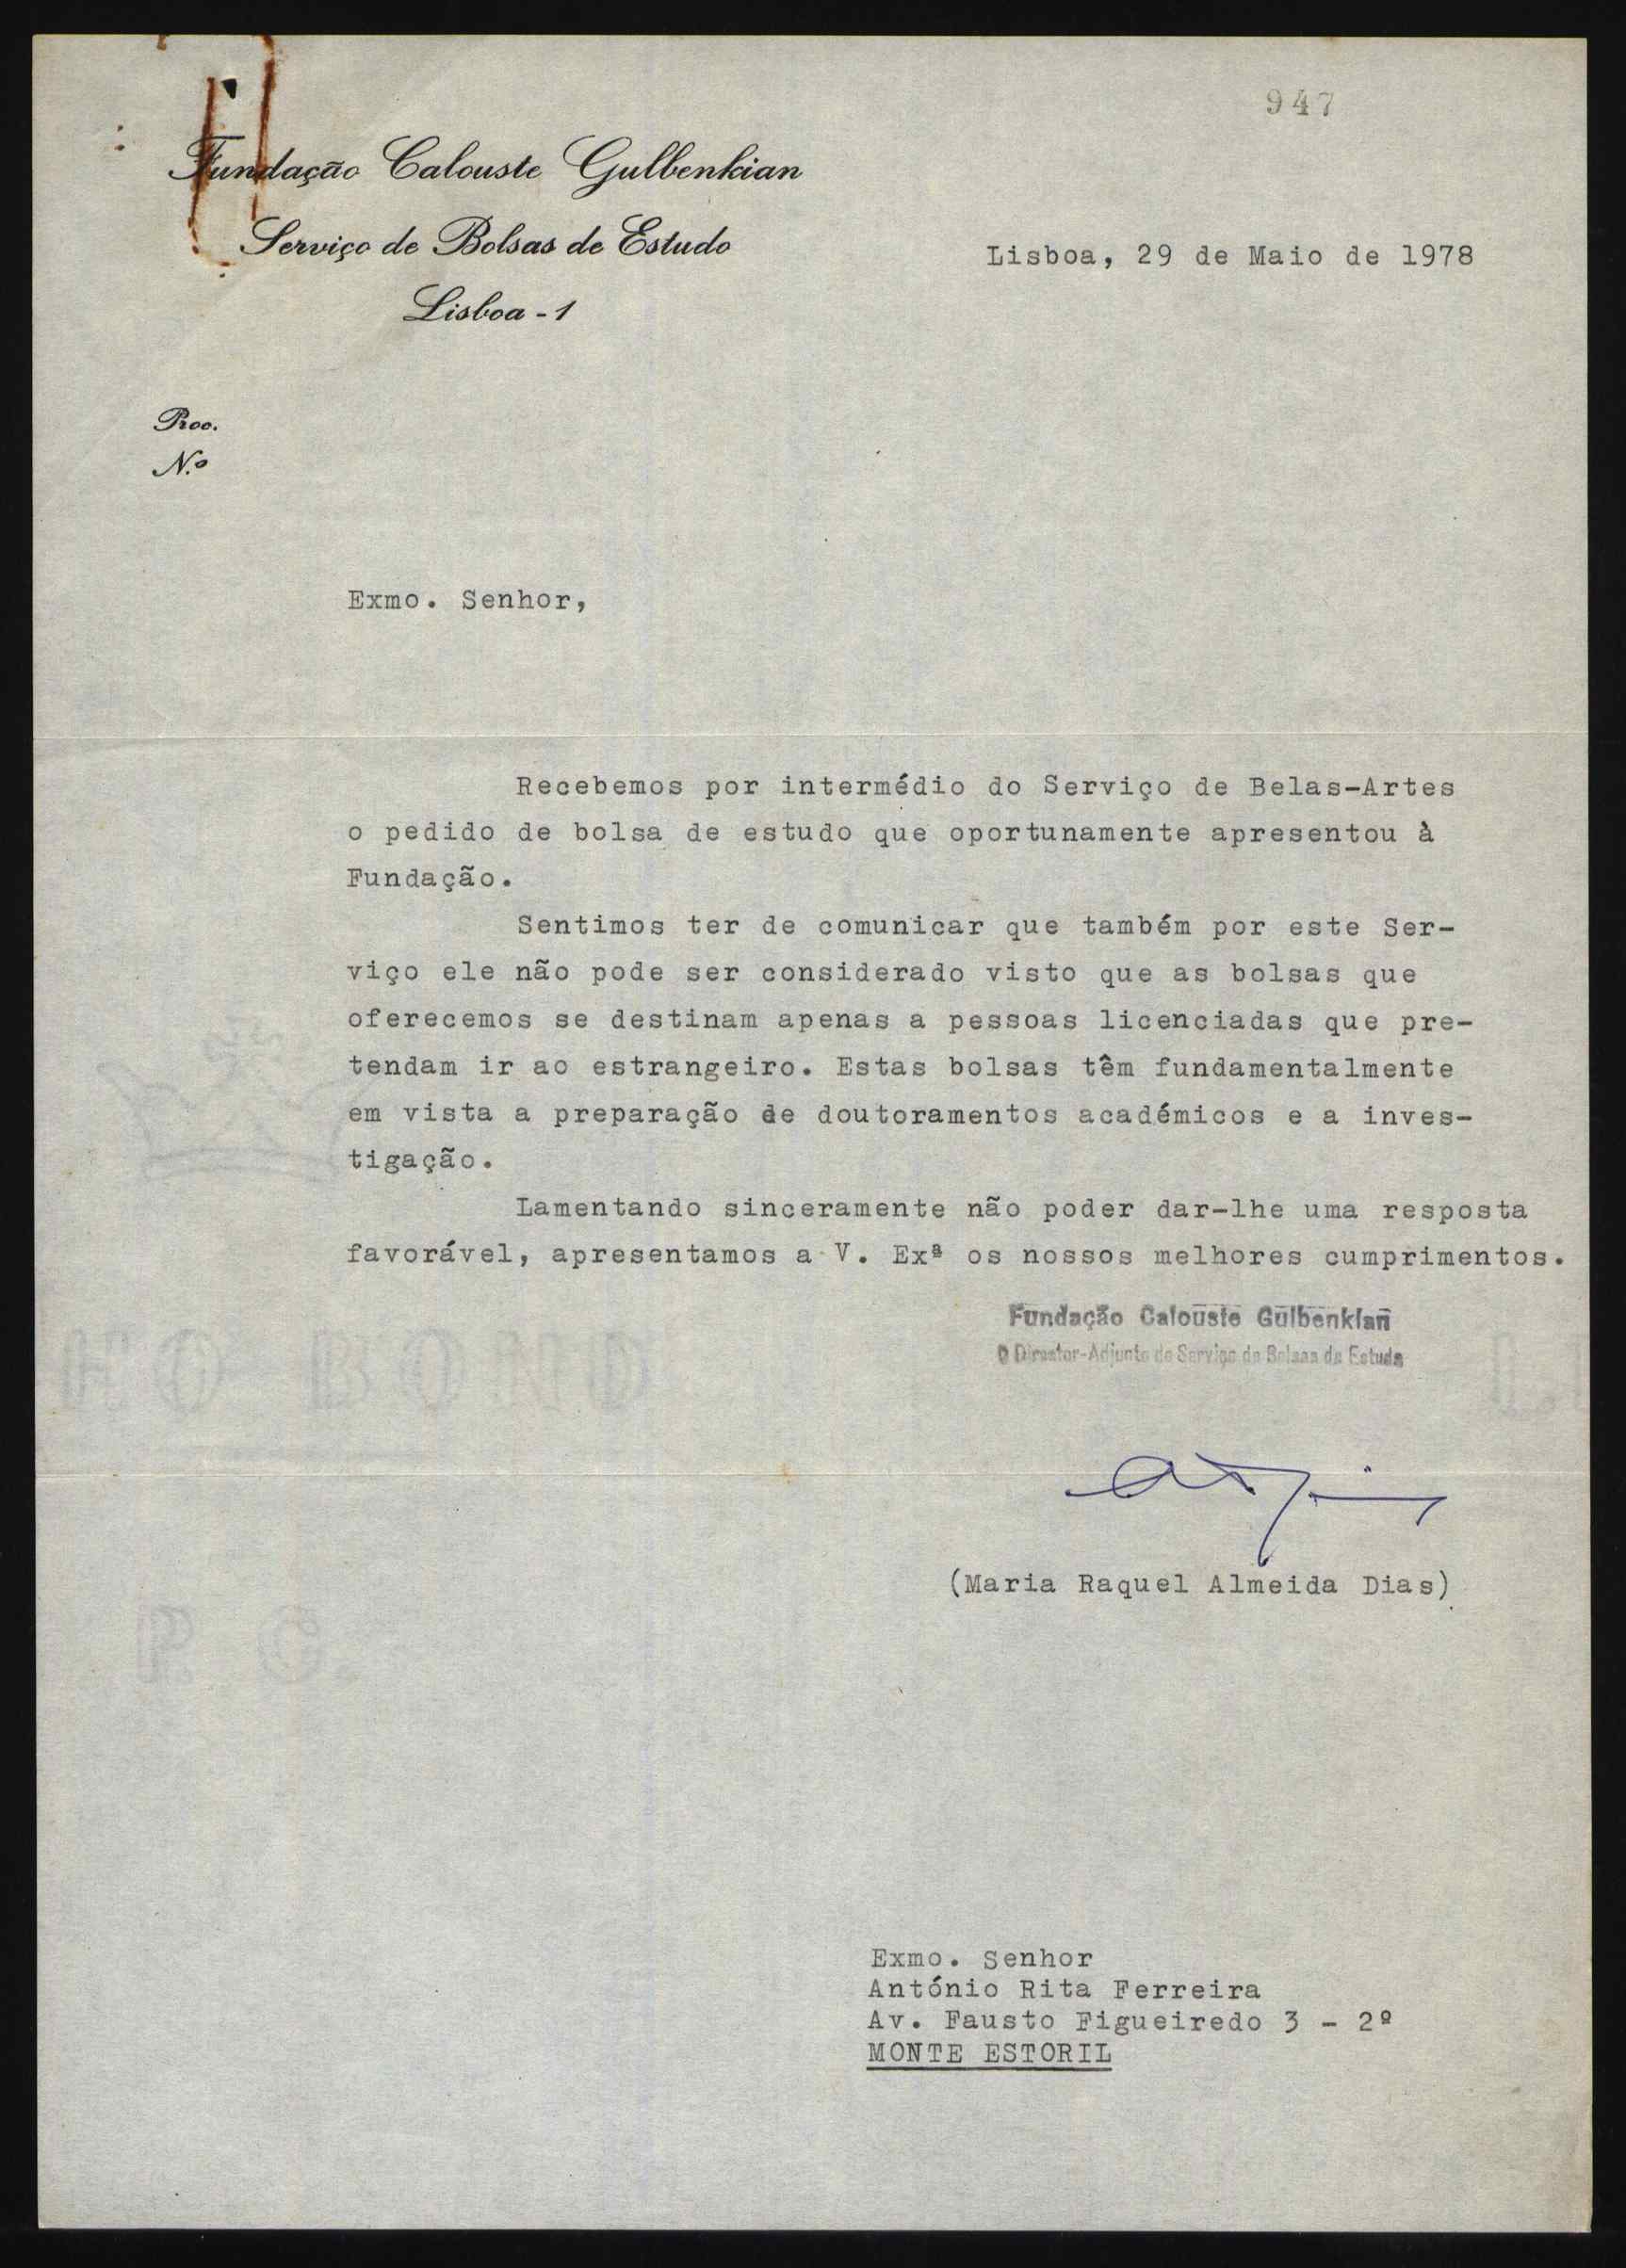 947
Fundação Calouste Gulbenkian
Serviço de Bolsas de Estudo
Lisboa, 29 de Maio de 1978
Lisboa - 1
Proc.
N.º
Exmo. Senhor,
Recebemos por intermédio do Serviço de Belas-Artes
o pedido de bolsa de estudo que oportunamente apresentou à
Fundação.
Sentimos ter de comunicar que também por este Ser-
viço ele não pode ser considerado visto que as bolsas que
oferecemos se destinam apenas a pessoas licenciadas que pre-
tendam ir ao estrangeiro. Estas bolsas têm fundamentalmente
em vista a preparação de doutoramentos académicos e a inves-
tigação.
Lamentando sinceramente não poder dar-lhe uma resposta
favorável, apresentamos a V. Exª os nossos melhores cumprimentos.
Fundação Calouste Gulbenkian
O Director-Adjunto do Serviço de Bolsas de Estudo
(Maria Raquel Almeida Dias)
Exmo. Senhor
António Rita Ferreira
Av. Fausto Figueiredo 3 - 2º
MONTE ESTORIL